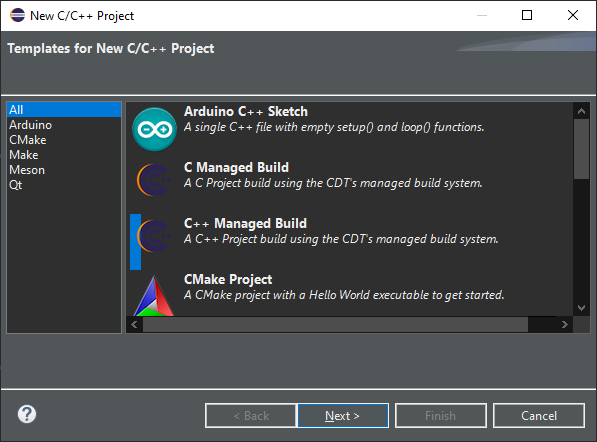 New C/C++ Project
Templates for New C/C++ Project
All
Arduino
CMake
Make
Meson
Qt
Arduino C++ Sketch
A single C++ file with empty setup() and loop() functions.
C Managed Build
A C Project build using the CDT's managed build system.
C++ Managed Build
A C++ Project build using the CDT's managed build system.
CMake Project
A CMake project with a Hello World executable to get started.
?
< Back
Next >
Finish
Cancel